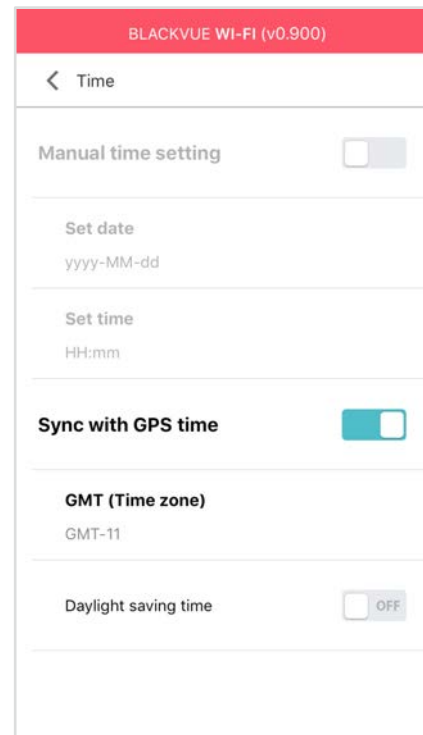 BLACKVUE WI-FI (v0.900)
Time
Manual time setting
Set date
yyyy-MM-dd
Set time
HH:mm
Sync with GPS time
GMT (Time zone)
GMT-11
Daylight saving time
OFF